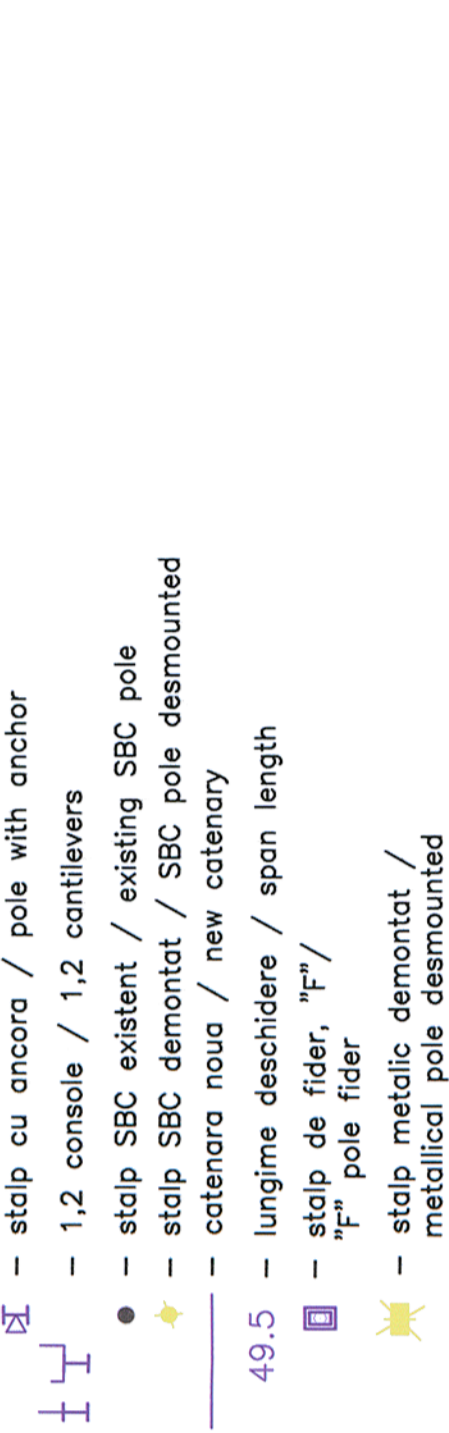 – stalp cu ancora / pole with anchor
– 1,2 console / 1,2 cantilevers
– stalp SBC existent / existing SBC pole
– stalp SBC demontat / SBC pole desmounted
– catenara noua / new catenary
49.5 – lungime deschidere / span length
– stalp de fider, "F"/
"F" pole fider
– stalp metalic demontat /
metallical pole desmounted